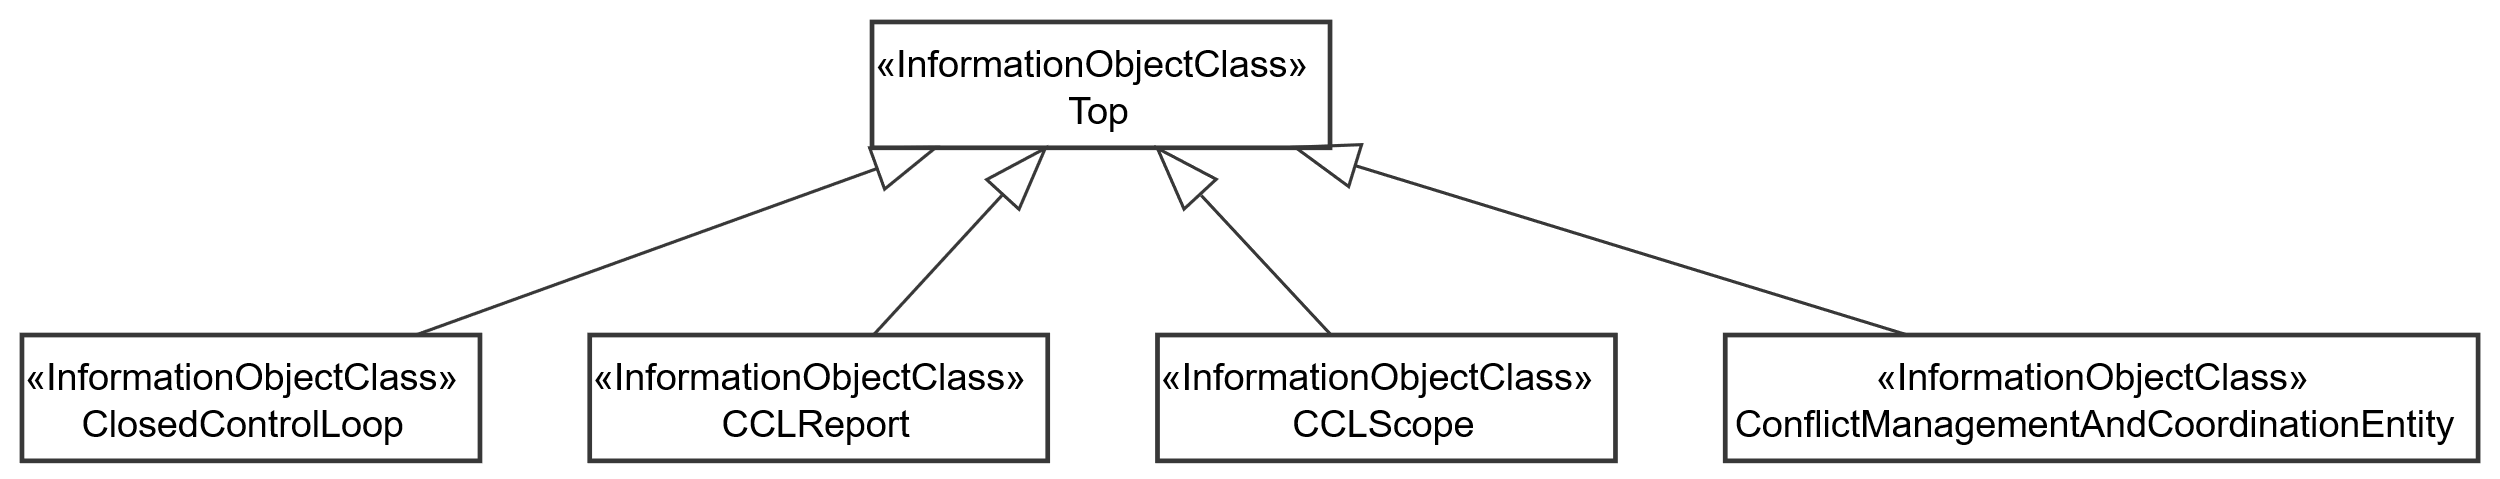 «InformationObjectClass»
Top
«InformationObjectClass»
ClosedControlLoop
«InformationObjectClass»
CCLReport
«InformationObjectClass»
CCLScope
«InformationObjectClass»
ConflictManagementAndCoordinationEntity